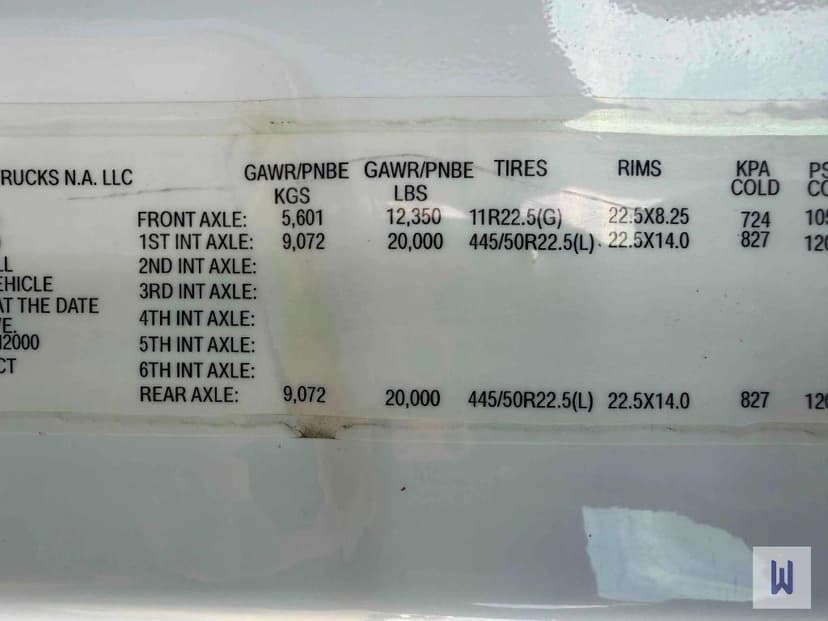 RUCKS N.A. LLC GAWR/PNBE KGS GAWR/PNBE LBS TIRES RIMS KPA COLD
FRONT AXLE: 5,601 12,350 11R22.5(G) 22.5X8.25 724
1ST INT AXLE: 9,072 20,000 445/50R22.5(L) 22.5X14.0 827
LL 2ND INT AXLE:
EHICLE 3RD INT AXLE:
AT THE DATE
4TH INT AXLE:
VE.
12000 5TH INT AXLE:
CT 6TH INT AXLE:
REAR AXLE: 9,072 20,000 445/50R22.5(L) 22.5X14.0 827
W